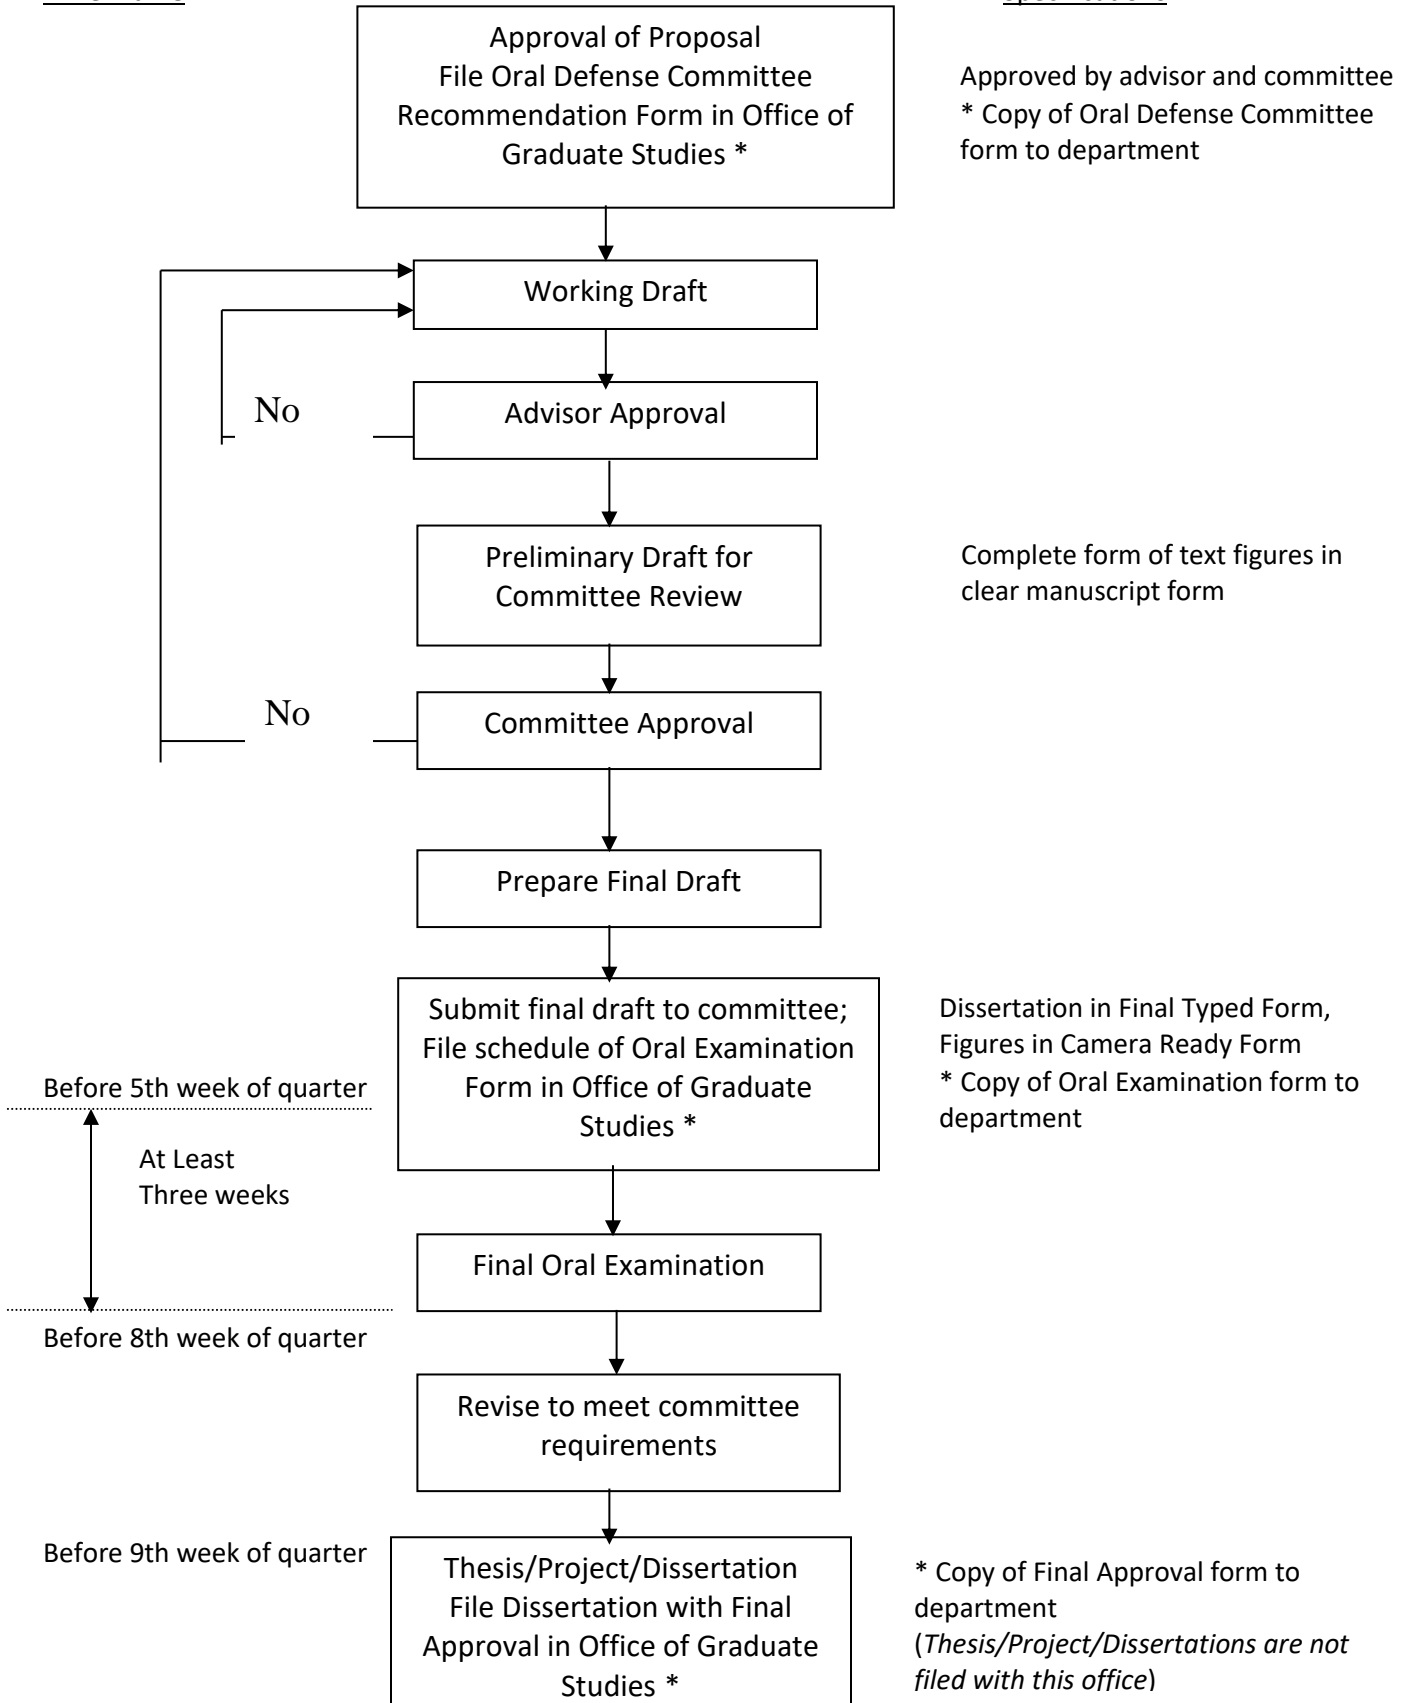 Approval of Proposal
File Oral Defense Committee
Recommendation Form in Office of
Graduate Studies *
Approved by advisor and committee
* Copy of Oral Defense Committee
form to department
Working Draft
No
Advisor Approval
Preliminary Draft for
Committee Review
Complete form of text figures in
clear manuscript form
No
Committee Approval
Prepare Final Draft
Submit final draft to committee;
File schedule of Oral Examination
Form in Office of Graduate
Studies *
Dissertation in Final Typed Form,
Figures in Camera Ready Form
* Copy of Oral Examination form to
department
Before 5th week of quarter
At Least
Three weeks
Final Oral Examination
Before 8th week of quarter
Revise to meet committee
requirements
Before 9th week of quarter
Thesis/Project/Dissertation
File Dissertation with Final
Approval in Office of Graduate
Studies *
* Copy of Final Approval form to
department
(Thesis/Project/Dissertations are not
filed with this office)